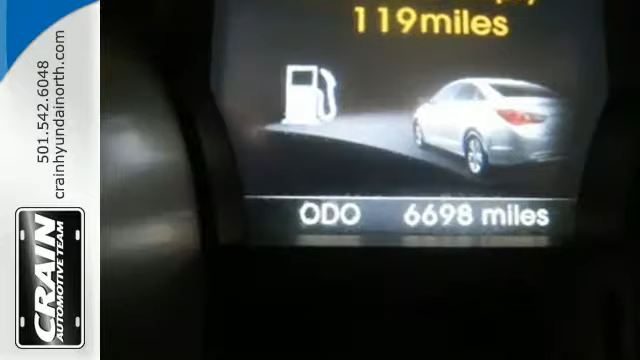 119miles
ODO 6698 miles
501.542.6048
crainhyundainorth.com
CRAIN
AUTOMOTIVE TEAM